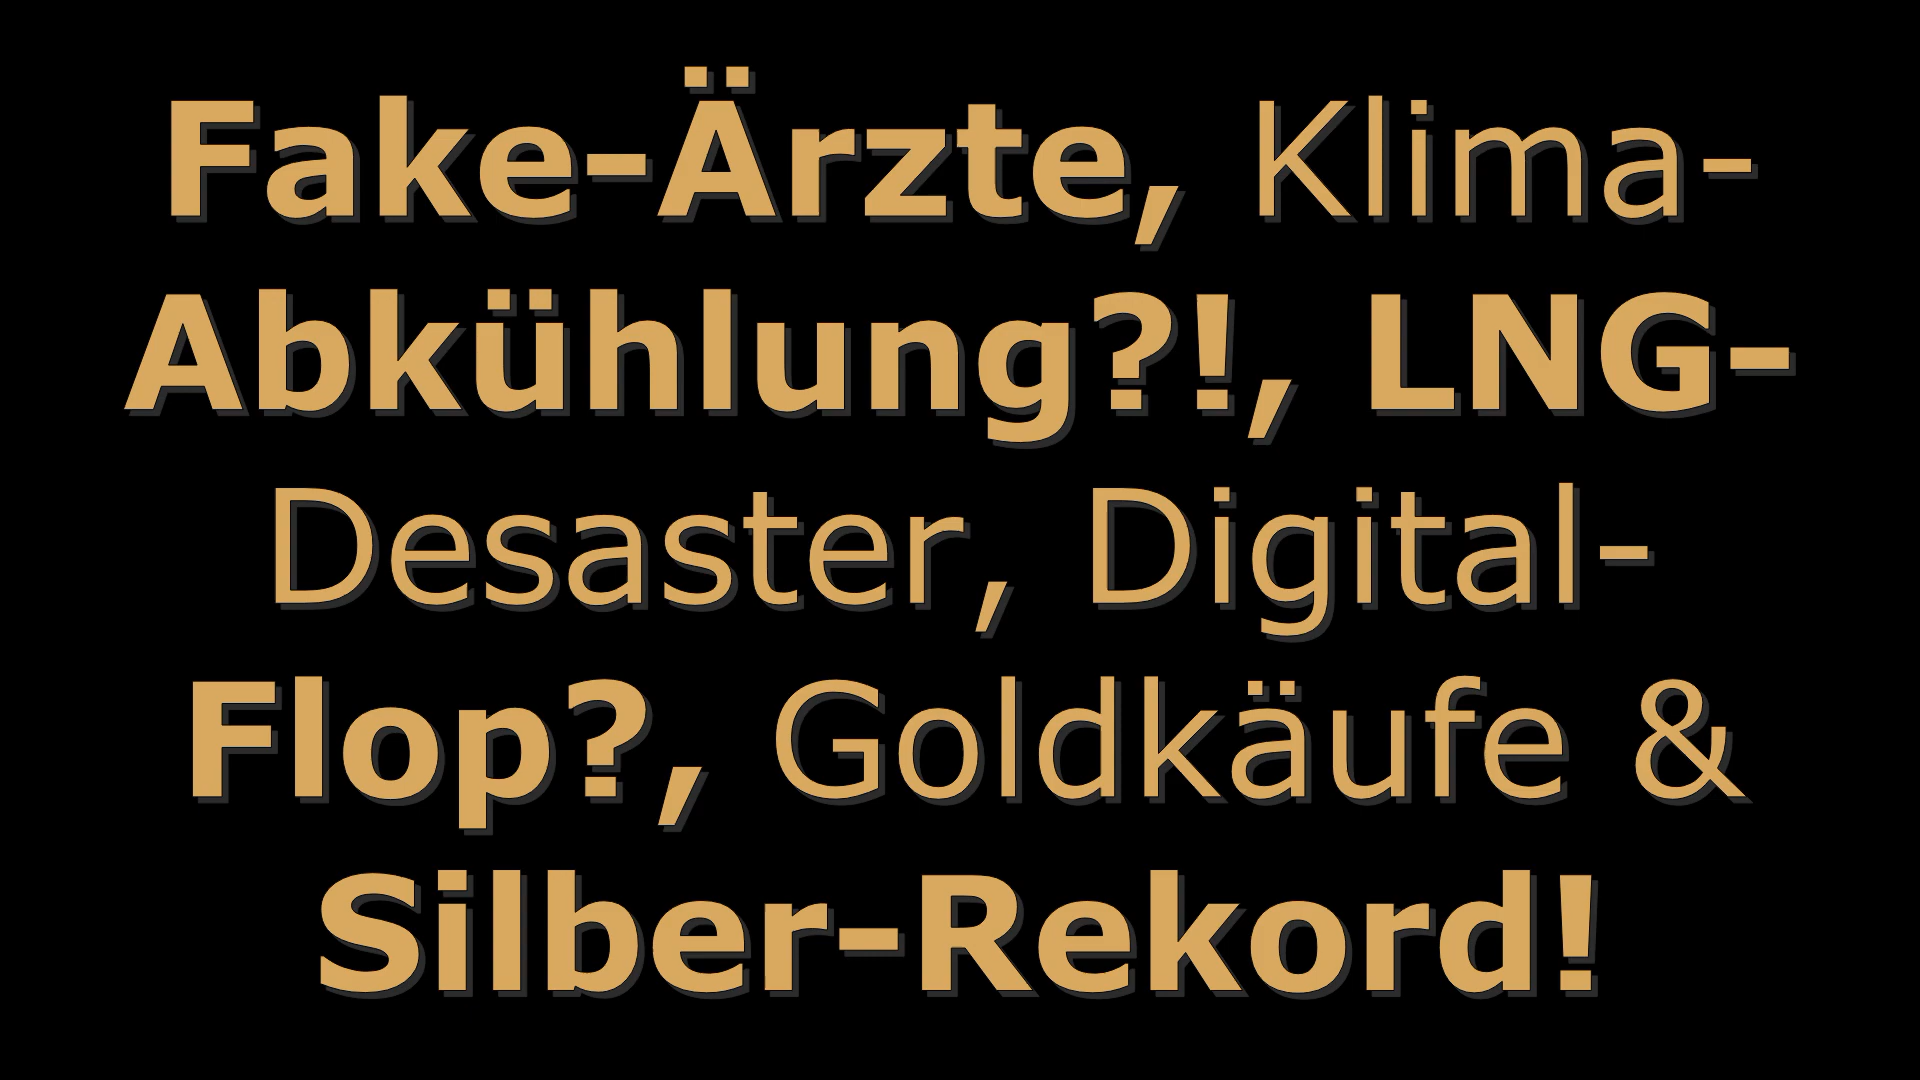 Fake-Ärzte, Klima-
Abkühlung?!, LNG-
Desaster, Digital-
Flop?, Goldkäufe &
Silber-Rekord!